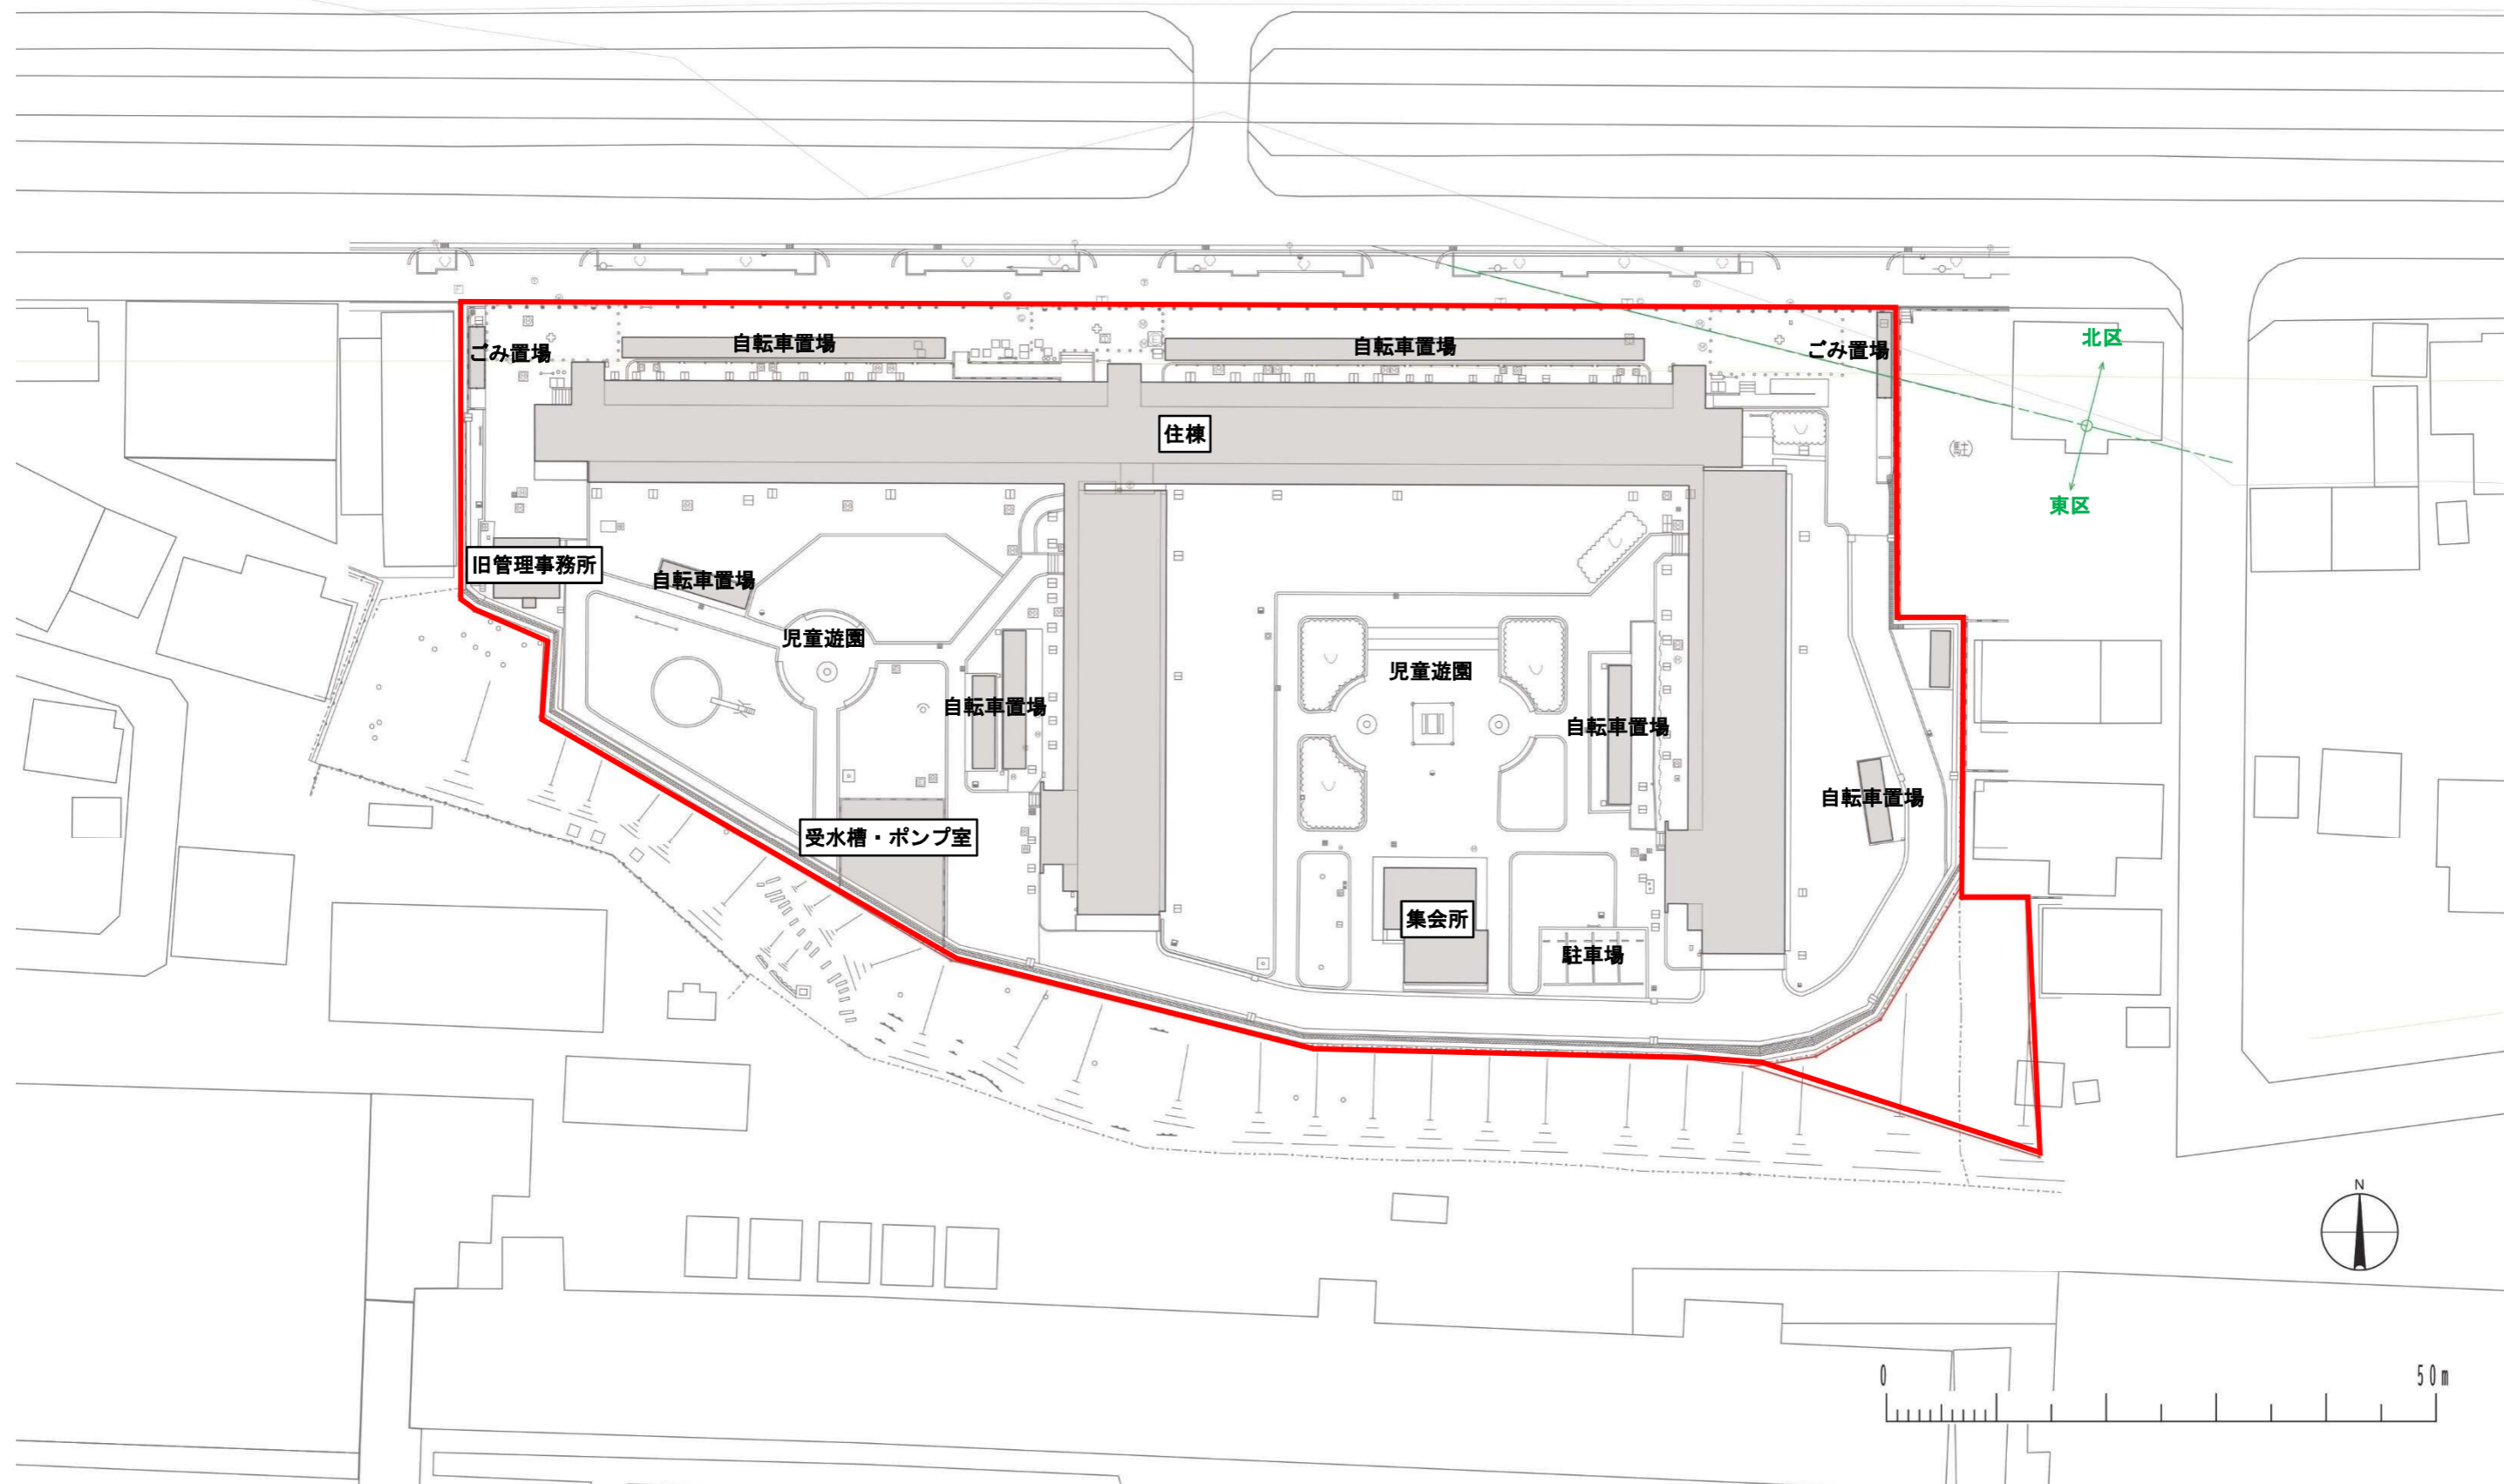 北区
自転車置場
自転車置場
ごみ置場
ごみ置場
住棟
(駐)
東区
旧管理事務所
自転車置場
児童遊園
児童遊園
自転車置場
自転車置場
自転車置場
受水槽・ポンプ室
集会所
駐車場
N
0
50m